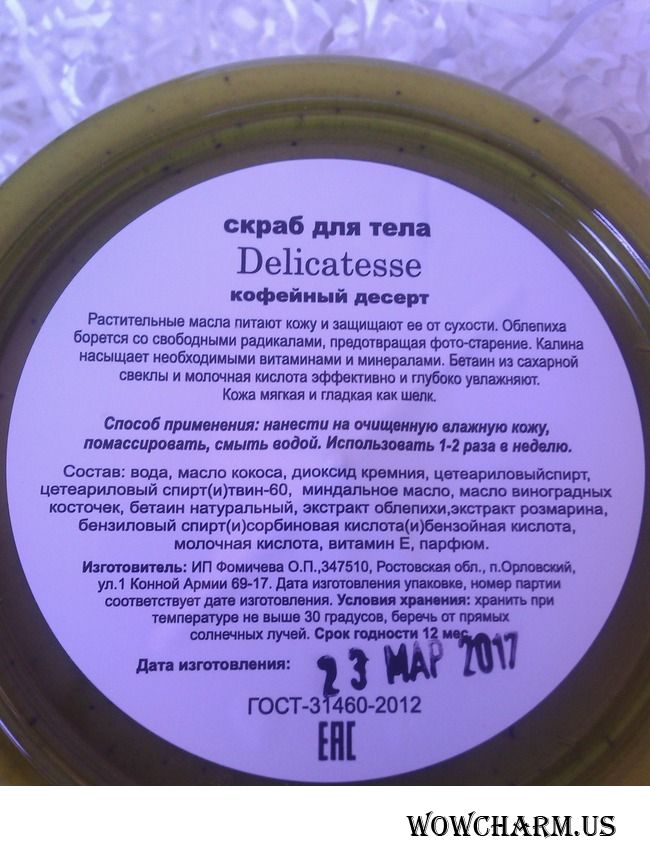 скраб для тела
Delicatesse
кофейный десерт
Растительные масла питают кожу и защищают ее от сухости. Облепиха
борется со свободными радикалами, предотвращая фото-старение. Калина
насыщает необходимыми витаминами и минералами. Бетаин из сахарной
свеклы и молочная кислота эффективно и глубоко увлажняют.
Кожа мягкая и гладкая как шелк.
Способ применения: нанести на очищенную влажную кожу,
помассировать, смыть водой. Использовать 1-2 раза в неделю.
Состав: вода, масло кокоса, диоксид кремния, цетеариловыйспирт,
цетеариловый спирт(и)твин-60, миндальное масло, масло виноградных
косточек, бетаин натуральный, экстракт облепихи,экстракт розмарина,
бензиловый спирт(и)сорбиновая кислота(и)бензойная кислота,
молочная кислота, витамин Е, парфюм.
Изготовитель: ИП Фомичева О.П.,347510, Ростовская обл., п.Орловский,
ул.1 Конной Армии 69-17. Дата изготовления упаковке, номер партии
соответствует дате изготовления. Условия хранения: хранить при
температуре не выше 30 градусов, беречь от прямых
солнечных лучей. Срок годности 12 мес.
Дата изготовления: 23 МАР 2017
ГОСТ-31460-2012
EAC
WOWCHARM.US